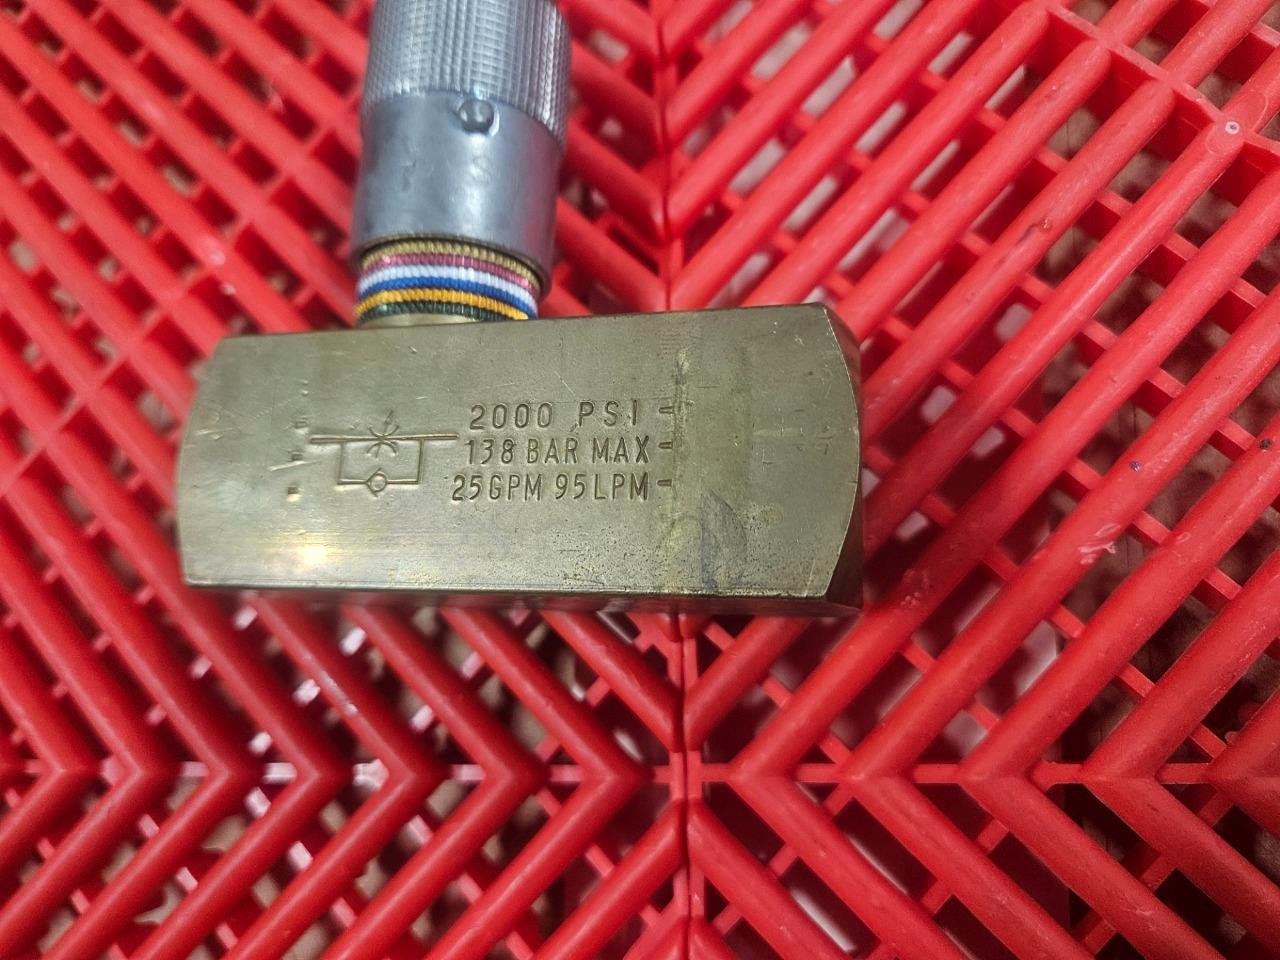 2000 PSI
138 BAR MAX
25GPM 95LPM